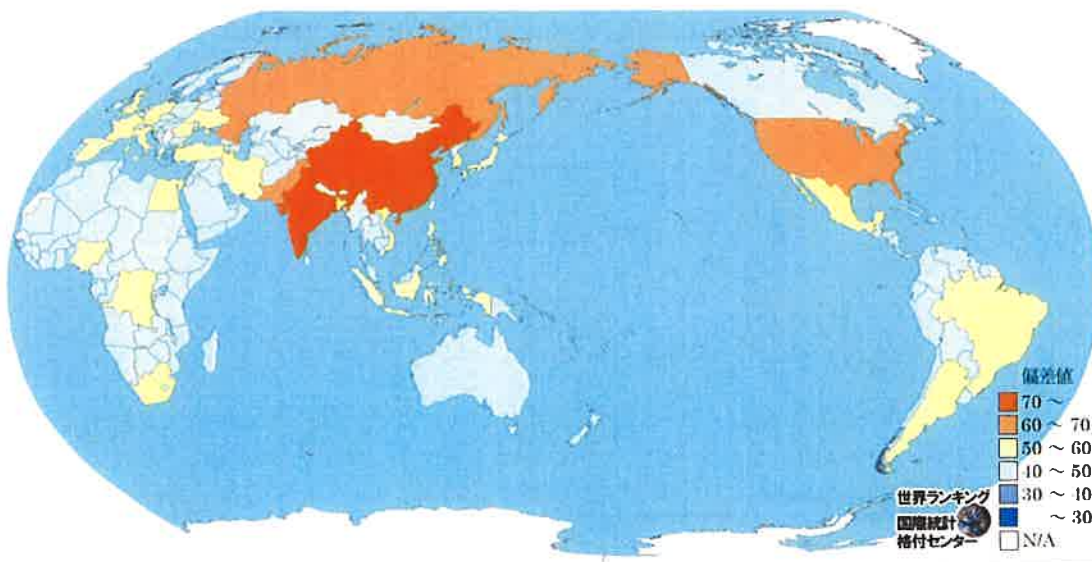 偏差値
70 ～
60 ～ 70
50 ～ 60
40 ～ 50
30 ～ 40
～ 30
N/A
世界ランキング
国際統計
格付センター